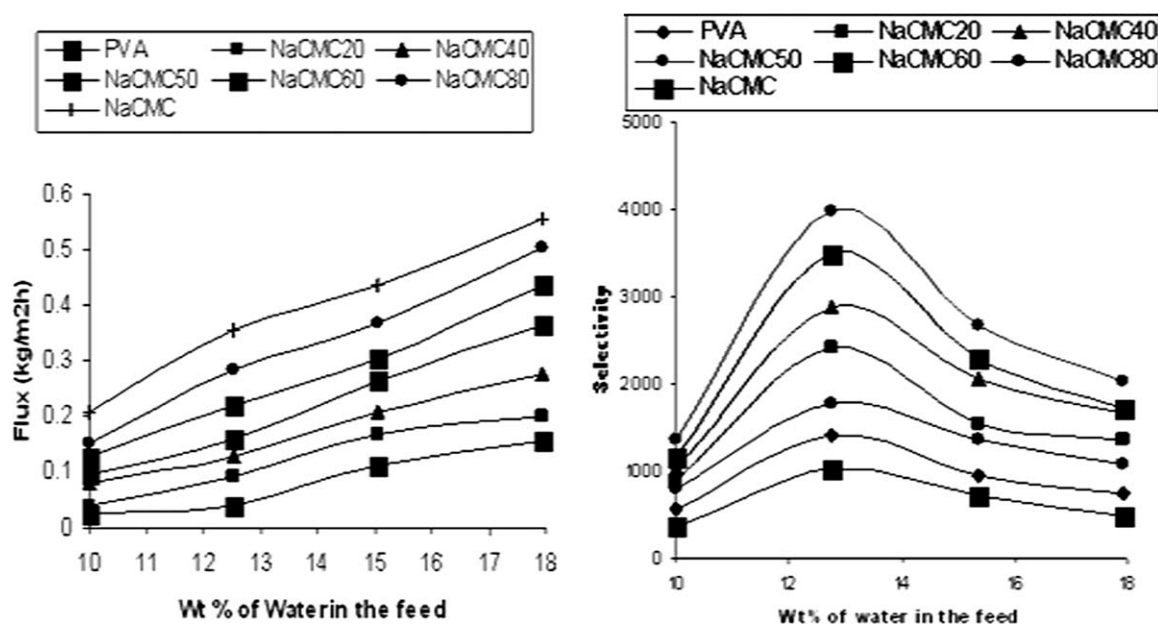 PVA NaCMC20 NaCMC40
NaCMC50 NaCMC60 NaCMC80
NaCMC
0.6
0.5
0.4
0.3
0.2
0.1
0
Flux (kg/m2h)
10 11 12 13 14 15 16 17 18
Wt % of Waterin the feed
PVA NaCMC20 NaCMC40
NaCMC50 NaCMC60 NaCMC80
NaCMC
5000
4000
3000
2000
1000
0
Selectivity
10 12 14 16 18
Wt% of water in the feed